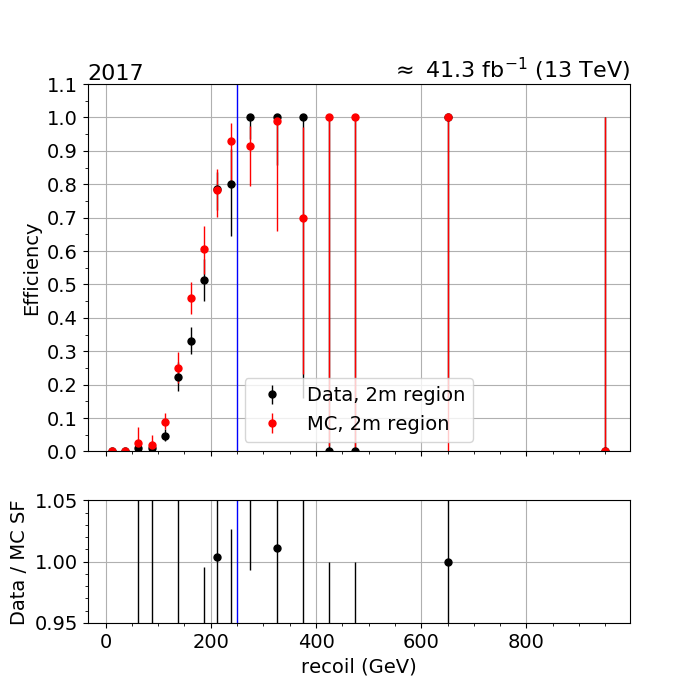 2017
≈ 41.3 fb⁻¹ (13 TeV)
1.1
1.0
0.9
0.8
0.7
0.6
0.5
0.4
0.3
0.2
0.1
0.0
Efficiency
Data, 2m region
MC, 2m region
1.05
1.00
0.95
Data / MC SF
0 200 400 600 800
recoil (GeV)